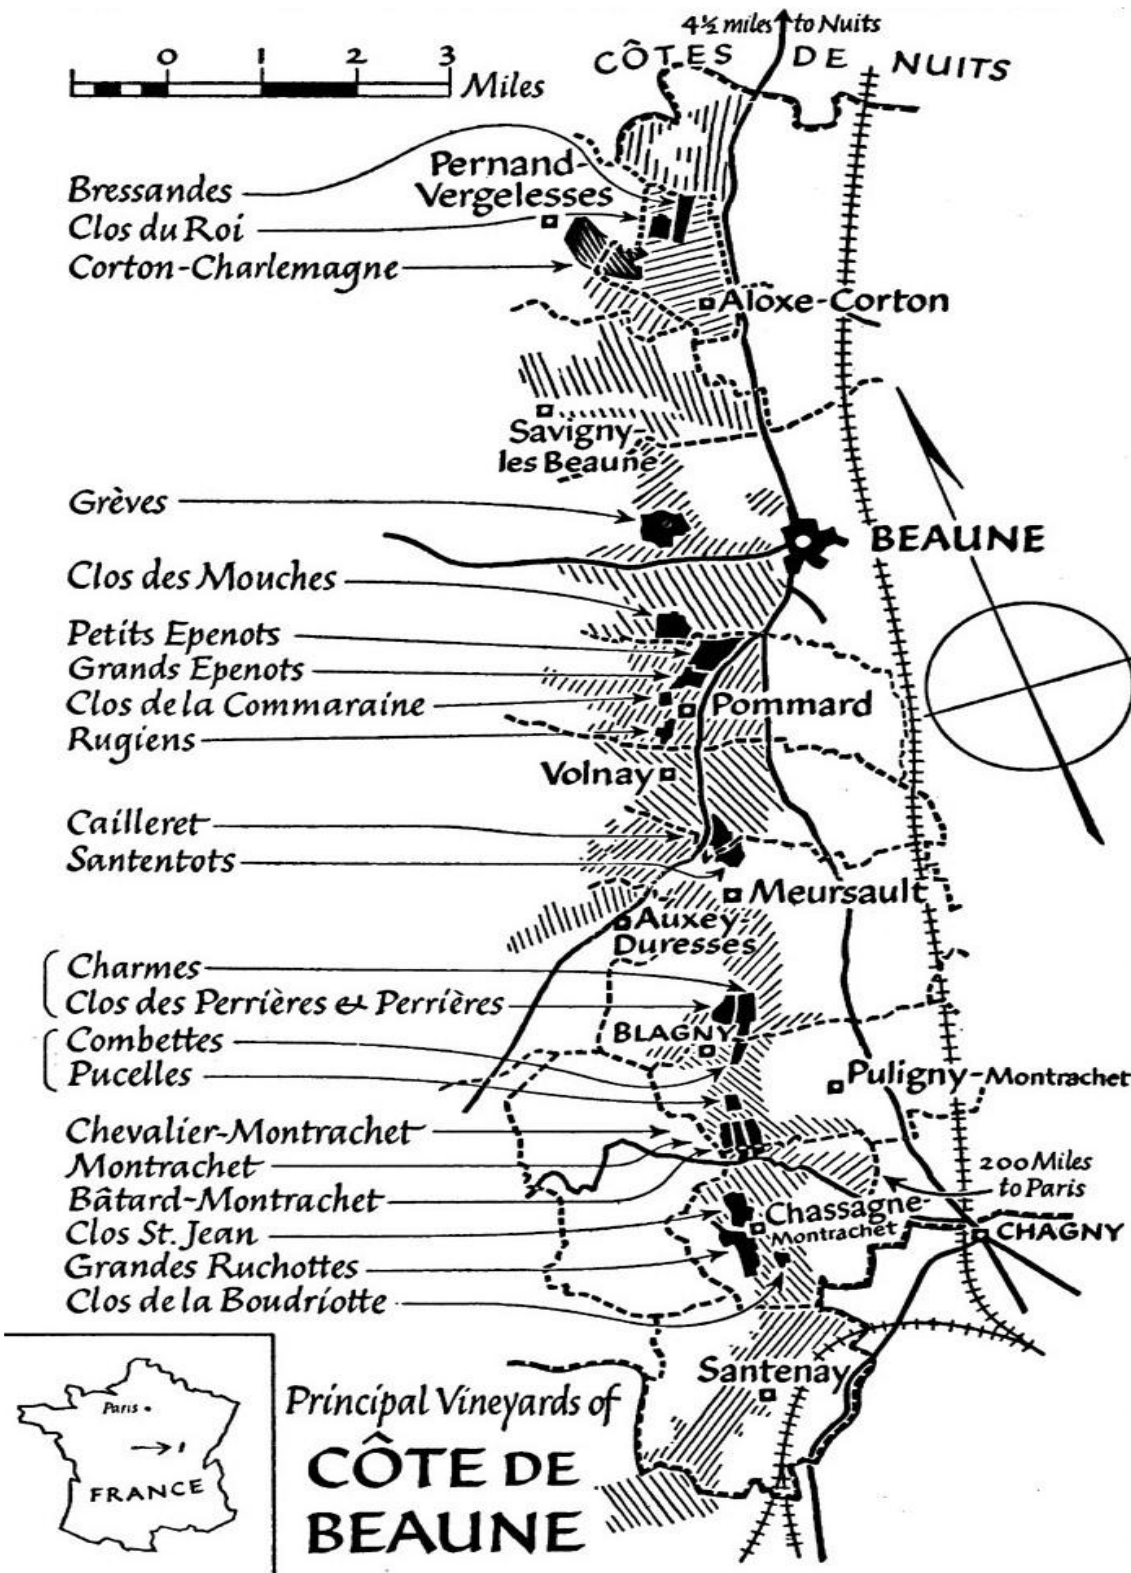 4½ miles to Nuits
CÔTES DE NUITS
0 1 2 3
Miles
Pernand-
Vergelesses
Bressandes
Clos du Roi
Corton-Charlemagne
Aloxe-Corton
Savigny-
les Beaune
Grèves
BEAUNE
Clos des Mouches
Petits Epenots
Grands Epenots
Clos de la Commaraine
Pommard
Rugiens
Volnay
Cailleret
Santentots
Meursault
Auxey-
Duresses
Charmes
Clos des Perrières & Perrières
BLAGNY
Combettes
Pucelles
Puligny-Montrachet
Chevalier-Montrachet
Montrachet
Bâtard-Montrachet
200 Miles
to Paris
Clos St. Jean
Chassagne-
Montrachet
CHAGNY
Grandes Ruchottes
Clos de la Boudriotte
Santenay
Paris
FRANCE
Principal Vineyards of
CÔTE DE
BEAUNE